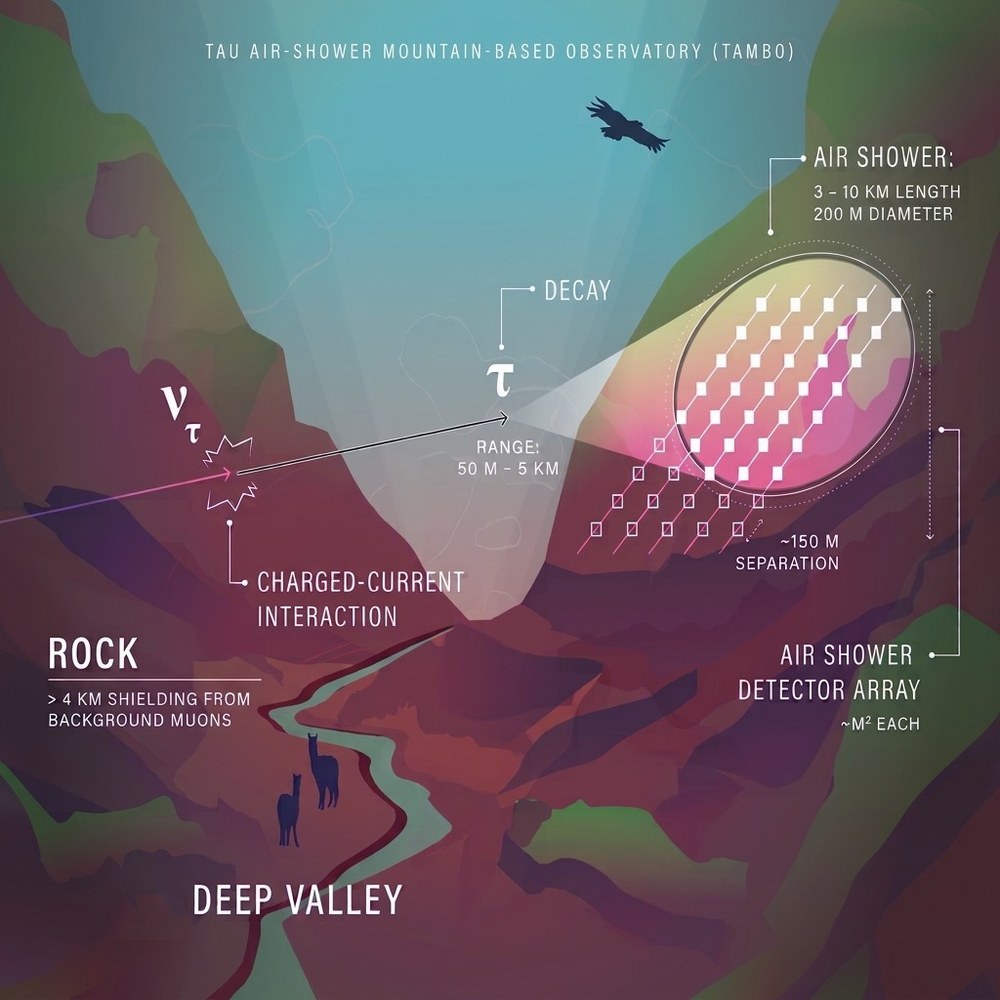 TAU AIR-SHOWER MOUNTAIN-BASED OBSERVATORY (TAMBO)
AIR SHOWER:
3 – 10 KM LENGTH
200 M DIAMETER
DECAY
τ
RANGE:
50 M – 5 KM
ντ
CHARGED-CURRENT
INTERACTION
~150 M
SEPARATION
ROCK
> 4 KM SHIELDING FROM
BACKGROUND MUONS
AIR SHOWER
DETECTOR ARRAY
~M² EACH
DEEP VALLEY